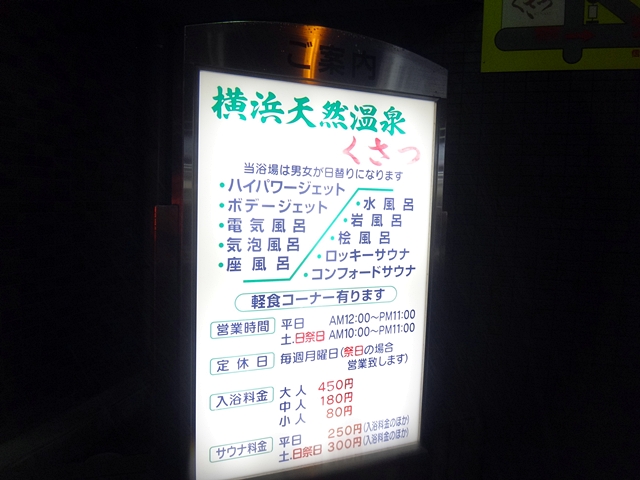 ご案内
横浜天然温泉
くさつ
当浴場は男女が日替りになります
・ハイパワージェット
・ボデージェット
・電気風呂
・気泡風呂
・座風呂
・水風呂
・岩風呂
・桧風呂
・ロッキーサウナ
・コンフォードサウナ
軽食コーナー有ります
営業時間 平日 AM12:00～PM11:00
土.日祭日 AM10:00～PM11:00
定休日 毎週月曜日(祭日の場合
営業致します)
入浴料金 大人 450円
中人 180円
小人 80円
サウナ料金 平日 250円(入浴料金のほか)
土.日祭日 300円(入浴料金のほか)